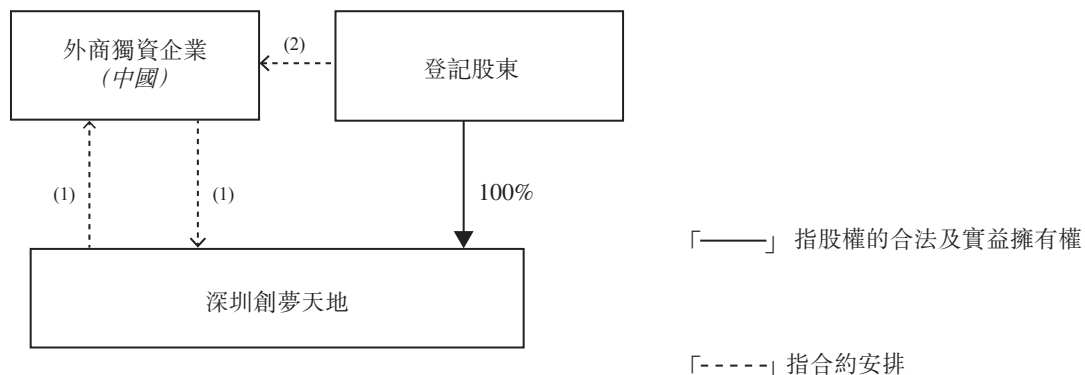 外商獨資企業
（中國）
(2)
登記股東
(1)
(1)
100%
深圳創夢天地
「——」 指股權的合法及實益擁有權
「-----」指合約安排